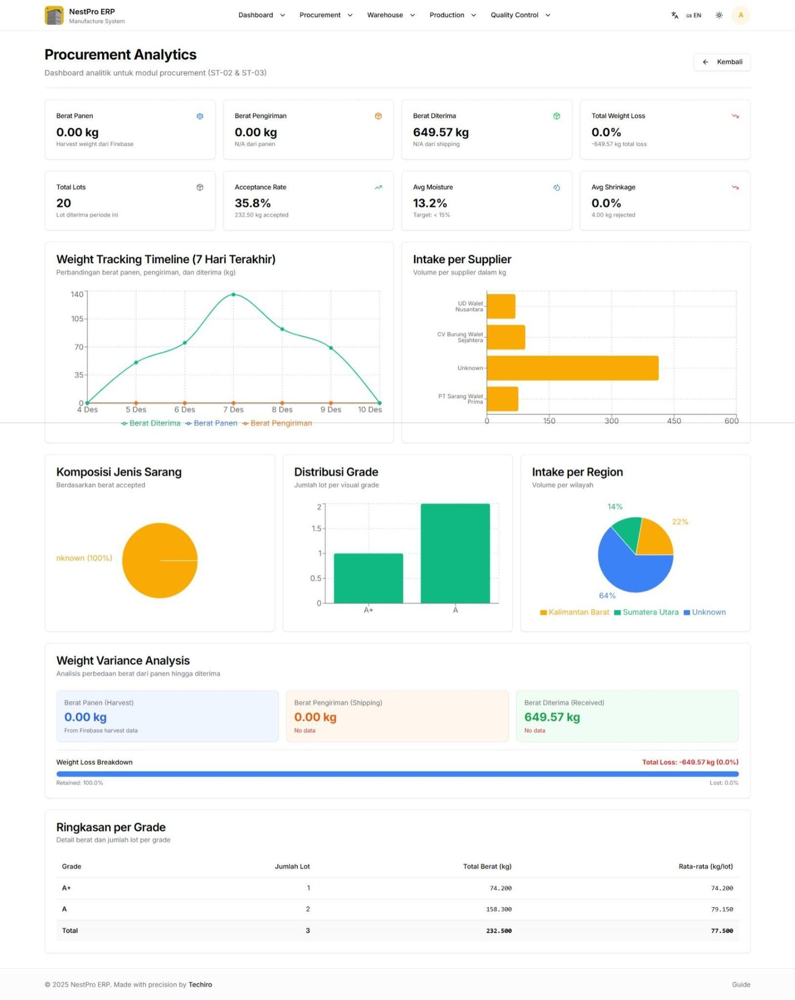 NestPro ERP
Manufacture System
Dashboard Procurement Warehouse Production Quality Control
GB EN
A
Procurement Analytics
Dashboard analitik untuk modul procurement (ST-02 & ST-03)
Kembali
Berat Panen
0.00 kg
Harvest weight dari Firebase
Berat Pengiriman
0.00 kg
N/A dari panen
Berat Diterima
649.57 kg
N/A dari shipping
Total Weight Loss
0.0%
-649.57 kg total loss
Total Lots
20
Lot diterima periode ini
Acceptance Rate
35.8%
232.50 kg accepted
Avg Moisture
13.2%
Target: < 15%
Avg Shrinkage
0.0%
4.00 kg rejected
Weight Tracking Timeline (7 Hari Terakhir)
Perbandingan berat panen, pengiriman, dan diterima (kg)
140
105
70
35
0
4 Des 5 Des 6 Des 7 Des 8 Des 9 Des 10 Des
Berat Diterima Berat Panen Berat Pengiriman
Intake per Supplier
Volume per supplier dalam kg
UD Walet
Nusantara
CV Burung Walet
Sejahtera
Unknown
PT Sarang Walet
Prima
0 150 300 450 600
Komposisi Jenis Sarang
Berdasarkan berat accepted
nknown (100%)
Distribusi Grade
Jumlah lot per visual grade
2
1.5
1
0.5
0
A+ A
Intake per Region
Volume per wilayah
14%
22%
64%
Kalimantan Barat Sumatera Utara Unknown
Weight Variance Analysis
Analisis perbedaan berat dari panen hingga diterima
Berat Panen (Harvest)
0.00 kg
From Firebase harvest data
Berat Pengiriman (Shipping)
0.00 kg
No data
Berat Diterima (Received)
649.57 kg
No data
Weight Loss Breakdown Total Loss: -649.57 kg (0.0%)
Retained: 100.0% Lost: 0.0%
Ringkasan per Grade
Detail berat dan jumlah lot per grade
Grade Jumlah Lot Total Berat (kg) Rata-rata (kg/lot)
A+ 1 74.200 74.200
A 2 158.300 79.150
Total 3 232.500 77.500
© 2025 NestPro ERP. Made with precision by Techiro
Guide